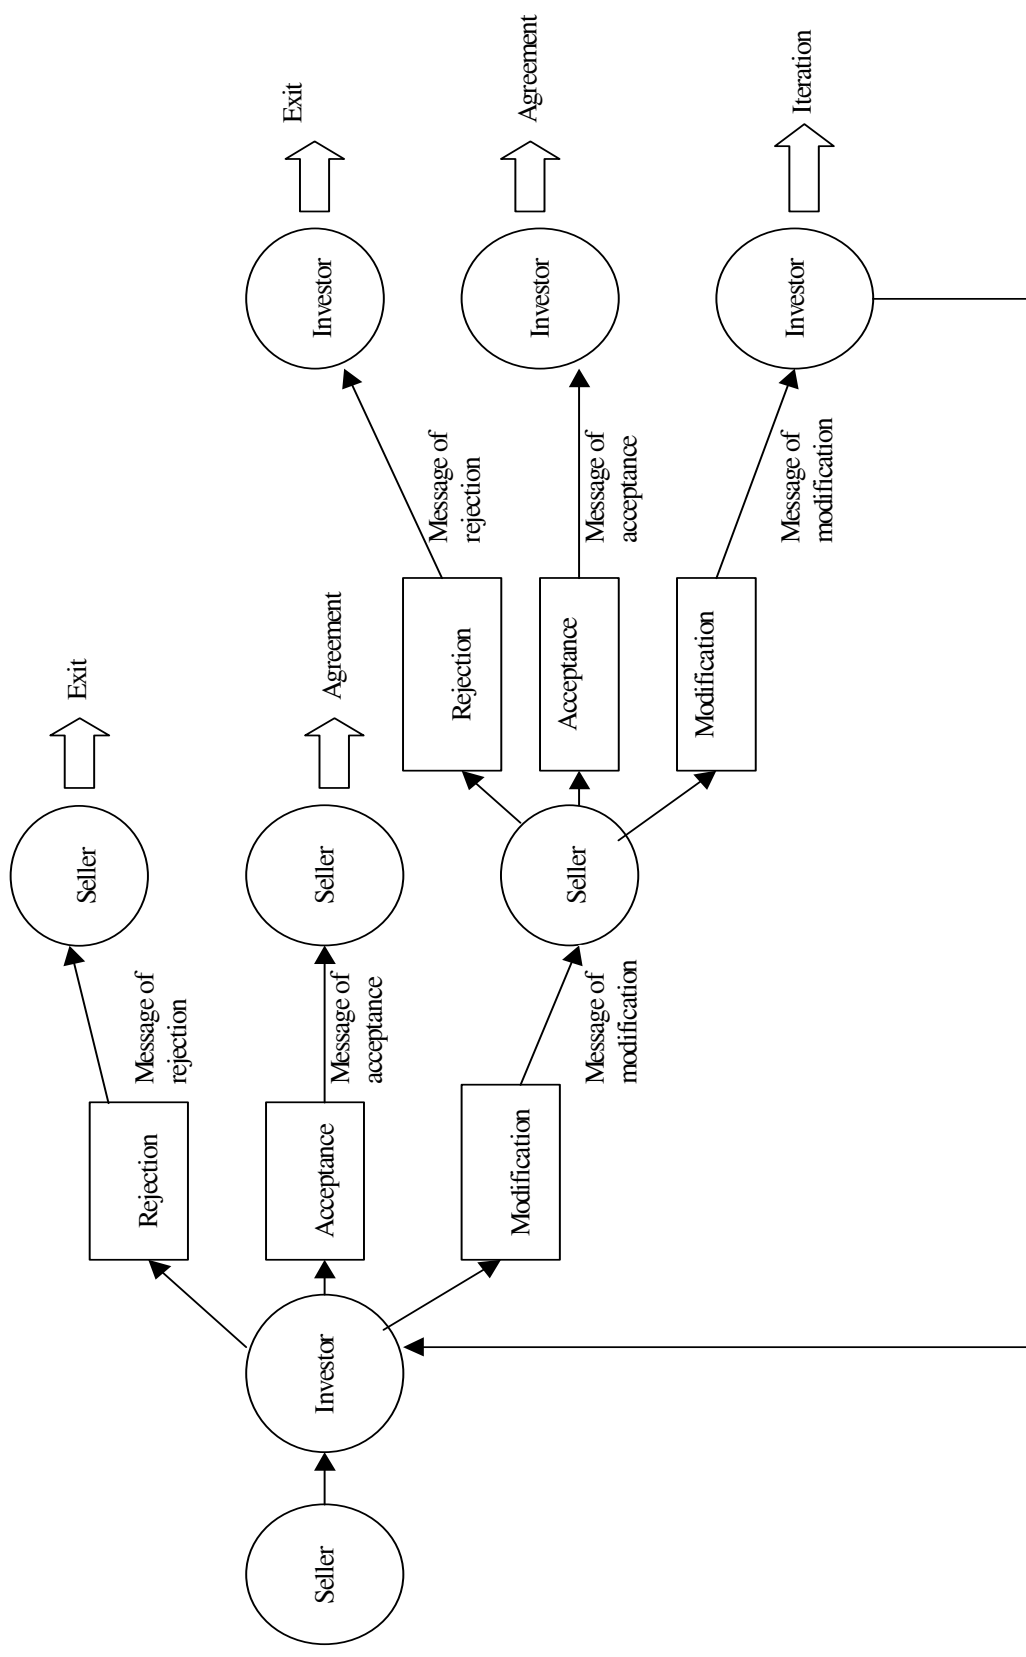 Seller
Investor
Rejection
Message of
rejection
Seller
Exit
Acceptance
Message of
acceptance
Seller
Agreement
Modification
Message of
modification
Seller
Rejection
Message of
rejection
Investor
Exit
Acceptance
Message of
acceptance
Investor
Agreement
Modification
Message of
modification
Investor
Iteration